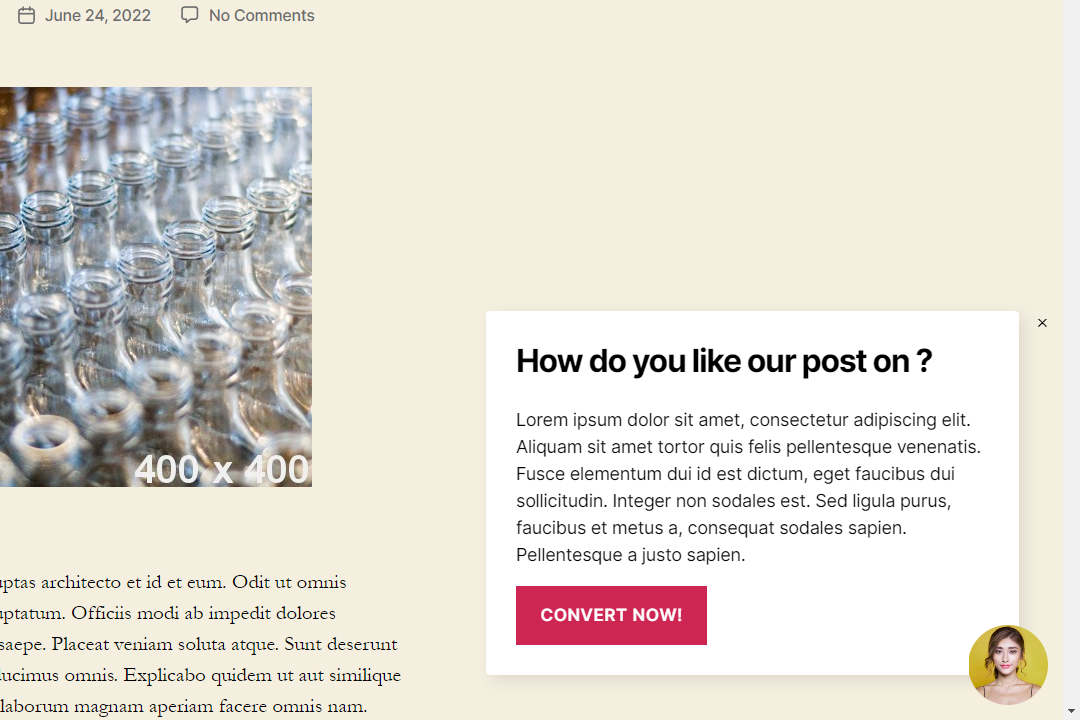 June 24, 2022 No Comments
400 x 400
How do you like our post on ?
Lorem ipsum dolor sit amet, consectetur adipiscing elit.
Aliquam sit amet tortor quis felis pellentesque venenatis.
Fusce elementum dui id est dictum, eget faucibus dui
sollicitudin. Integer non sodales est. Sed ligula purus,
faucibus et metus a, consequat sodales sapien.
Pellentesque a justo sapien.
CONVERT NOW!
architecto et id et eum. Odit ut omnis
Officiis modi ab impedit dolores
saepe. Placeat veniam soluta atque. Sunt deserunt
omnis. Explicabo quidem ut aut similique
laborum magnam aperiam facere omnis nam.